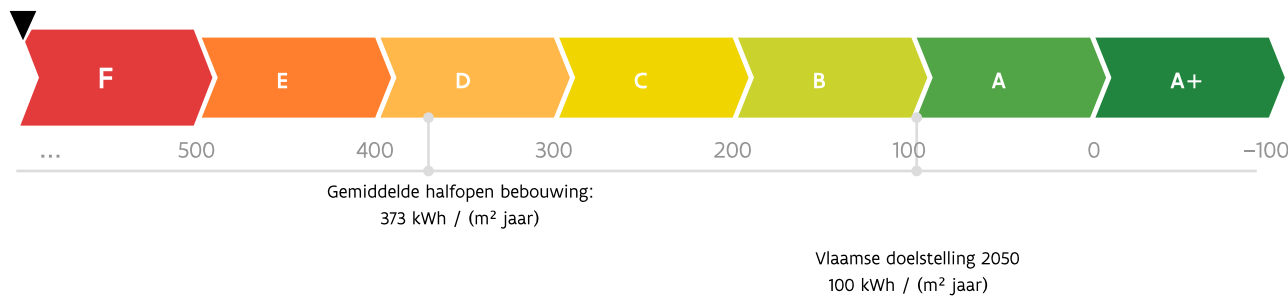 F E D C B A A+
... 500 400 300 200 100 0 –100
Gemiddelde halfopen bebouwing:
373 kWh / (m² jaar)
Vlaamse doelstelling 2050
100 kWh / (m² jaar)